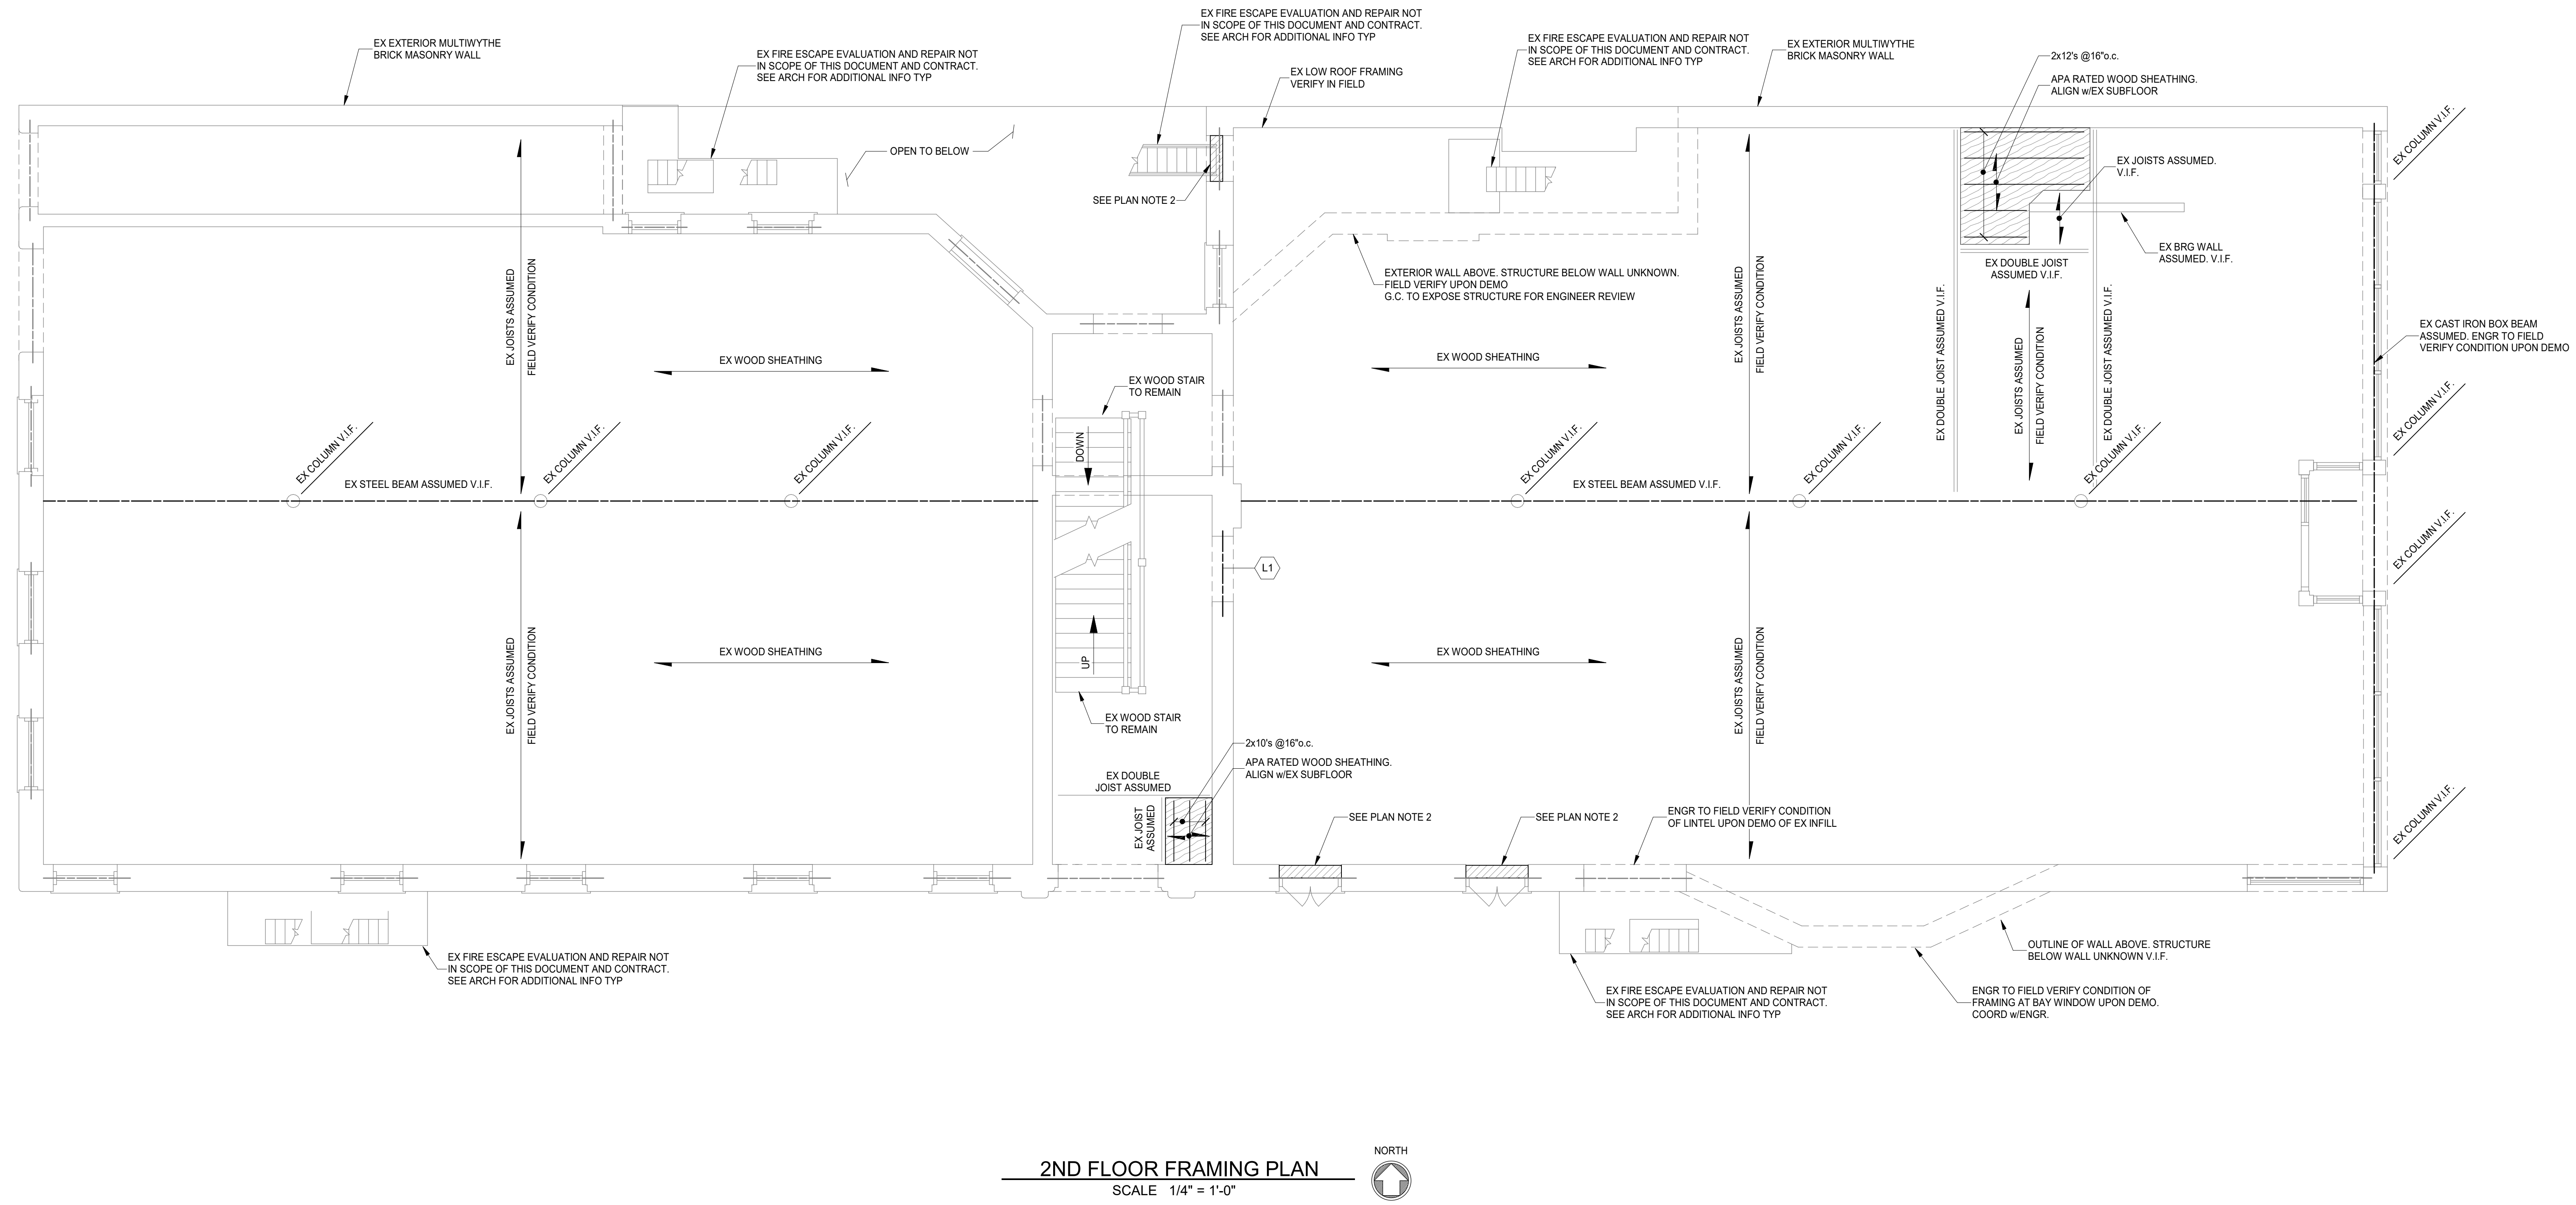 EX FIRE ESCAPE EVALUATION AND REPAIR NOT
IN SCOPE OF THIS DOCUMENT AND CONTRACT.
SEE ARCH FOR ADDITIONAL INFO TYP
EX EXTERIOR MULTIWYTHE
BRICK MASONRY WALL
EX FIRE ESCAPE EVALUATION AND REPAIR NOT
IN SCOPE OF THIS DOCUMENT AND CONTRACT.
SEE ARCH FOR ADDITIONAL INFO TYP
EX FIRE ESCAPE EVALUATION AND REPAIR NOT
IN SCOPE OF THIS DOCUMENT AND CONTRACT.
SEE ARCH FOR ADDITIONAL INFO TYP
EX EXTERIOR MULTIWYTHE
BRICK MASONRY WALL
2x12's @16"o.c.
EX LOW ROOF FRAMING
VERIFY IN FIELD
APA RATED WOOD SHEATHING.
ALIGN w/EX SUBFLOOR
EX COLUMN V.I.F.
OPEN TO BELOW
EX JOISTS ASSUMED.
V.I.F.
SEE PLAN NOTE 2
EX BRG WALL
ASSUMED. V.I.F.
EX DOUBLE JOIST
ASSUMED V.I.F.
EXTERIOR WALL ABOVE. STRUCTURE BELOW WALL UNKNOWN.
FIELD VERIFY UPON DEMO
G.C. TO EXPOSE STRUCTURE FOR ENGINEER REVIEW
EX JOISTS ASSUMED
FIELD VERIFY CONDITION
EX JOISTS ASSUMED
FIELD VERIFY CONDITION
EX DOUBLE JOIST ASSUMED V.I.F.
EX JOISTS ASSUMED
FIELD VERIFY CONDITION
EX DOUBLE JOIST ASSUMED V.I.F.
EX CAST IRON BOX BEAM
ASSUMED. ENGR TO FIELD
VERIFY CONDITION UPON DEMO
EX WOOD SHEATHING
EX WOOD SHEATHING
EX WOOD STAIR
TO REMAIN
EX COLUMN V.I.F.
DOWN
EX COLUMN V.I.F.
EX COLUMN V.I.F.
EX COLUMN V.I.F.
EX COLUMN V.I.F.
EX COLUMN V.I.F.
EX COLUMN V.I.F.
EX STEEL BEAM ASSUMED V.I.F.
EX STEEL BEAM ASSUMED V.I.F.
EX COLUMN V.I.F.
L1
EX JOISTS ASSUMED
FIELD VERIFY CONDITION
EX WOOD SHEATHING
UP
EX WOOD SHEATHING
EX JOISTS ASSUMED
FIELD VERIFY CONDITION
EX WOOD STAIR
TO REMAIN
2x10's @16"o.c.
APA RATED WOOD SHEATHING.
ALIGN w/EX SUBFLOOR
EX DOUBLE
JOIST ASSUMED
EX JOIST
ASSUMED
SEE PLAN NOTE 2
SEE PLAN NOTE 2
ENGR TO FIELD VERIFY CONDITION
OF LINTEL UPON DEMO OF EX INFILL
EX COLUMN V.I.F.
EX FIRE ESCAPE EVALUATION AND REPAIR NOT
IN SCOPE OF THIS DOCUMENT AND CONTRACT.
SEE ARCH FOR ADDITIONAL INFO TYP
OUTLINE OF WALL ABOVE. STRUCTURE
BELOW WALL UNKNOWN V.I.F.
EX FIRE ESCAPE EVALUATION AND REPAIR NOT
IN SCOPE OF THIS DOCUMENT AND CONTRACT.
SEE ARCH FOR ADDITIONAL INFO TYP
ENGR TO FIELD VERIFY CONDITION OF
FRAMING AT BAY WINDOW UPON DEMO.
COORD w/ENGR.
NORTH
2ND FLOOR FRAMING PLAN
SCALE 1/4" = 1'-0"